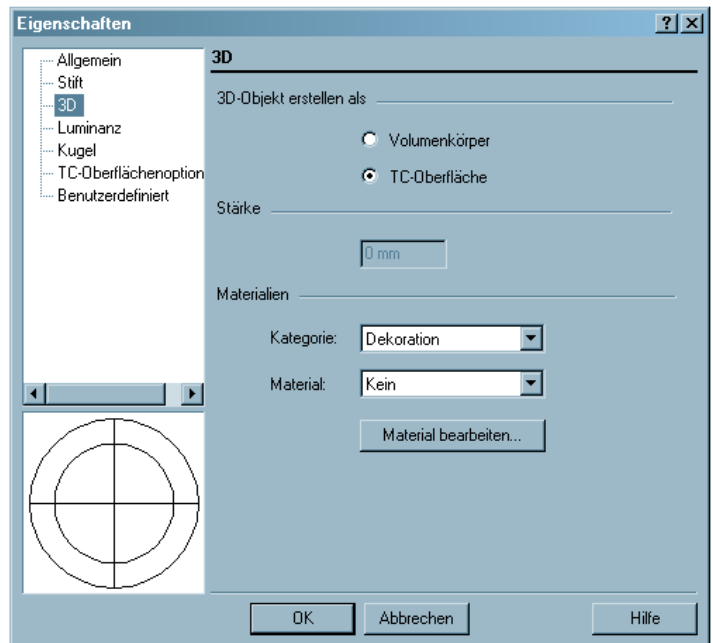 Eigenschaften
Allgemein
Stift
3D
Luminanz
Kugel
TC-Oberflächenoption
Benutzerdefiniert
3D
3D-Objekt erstellen als
Volumenkörper
TC-Oberfläche
Stärke
0 mm
Materialien
Kategorie: Dekoration
Material: Kein
Material bearbeiten...
OK Abbrechen Hilfe